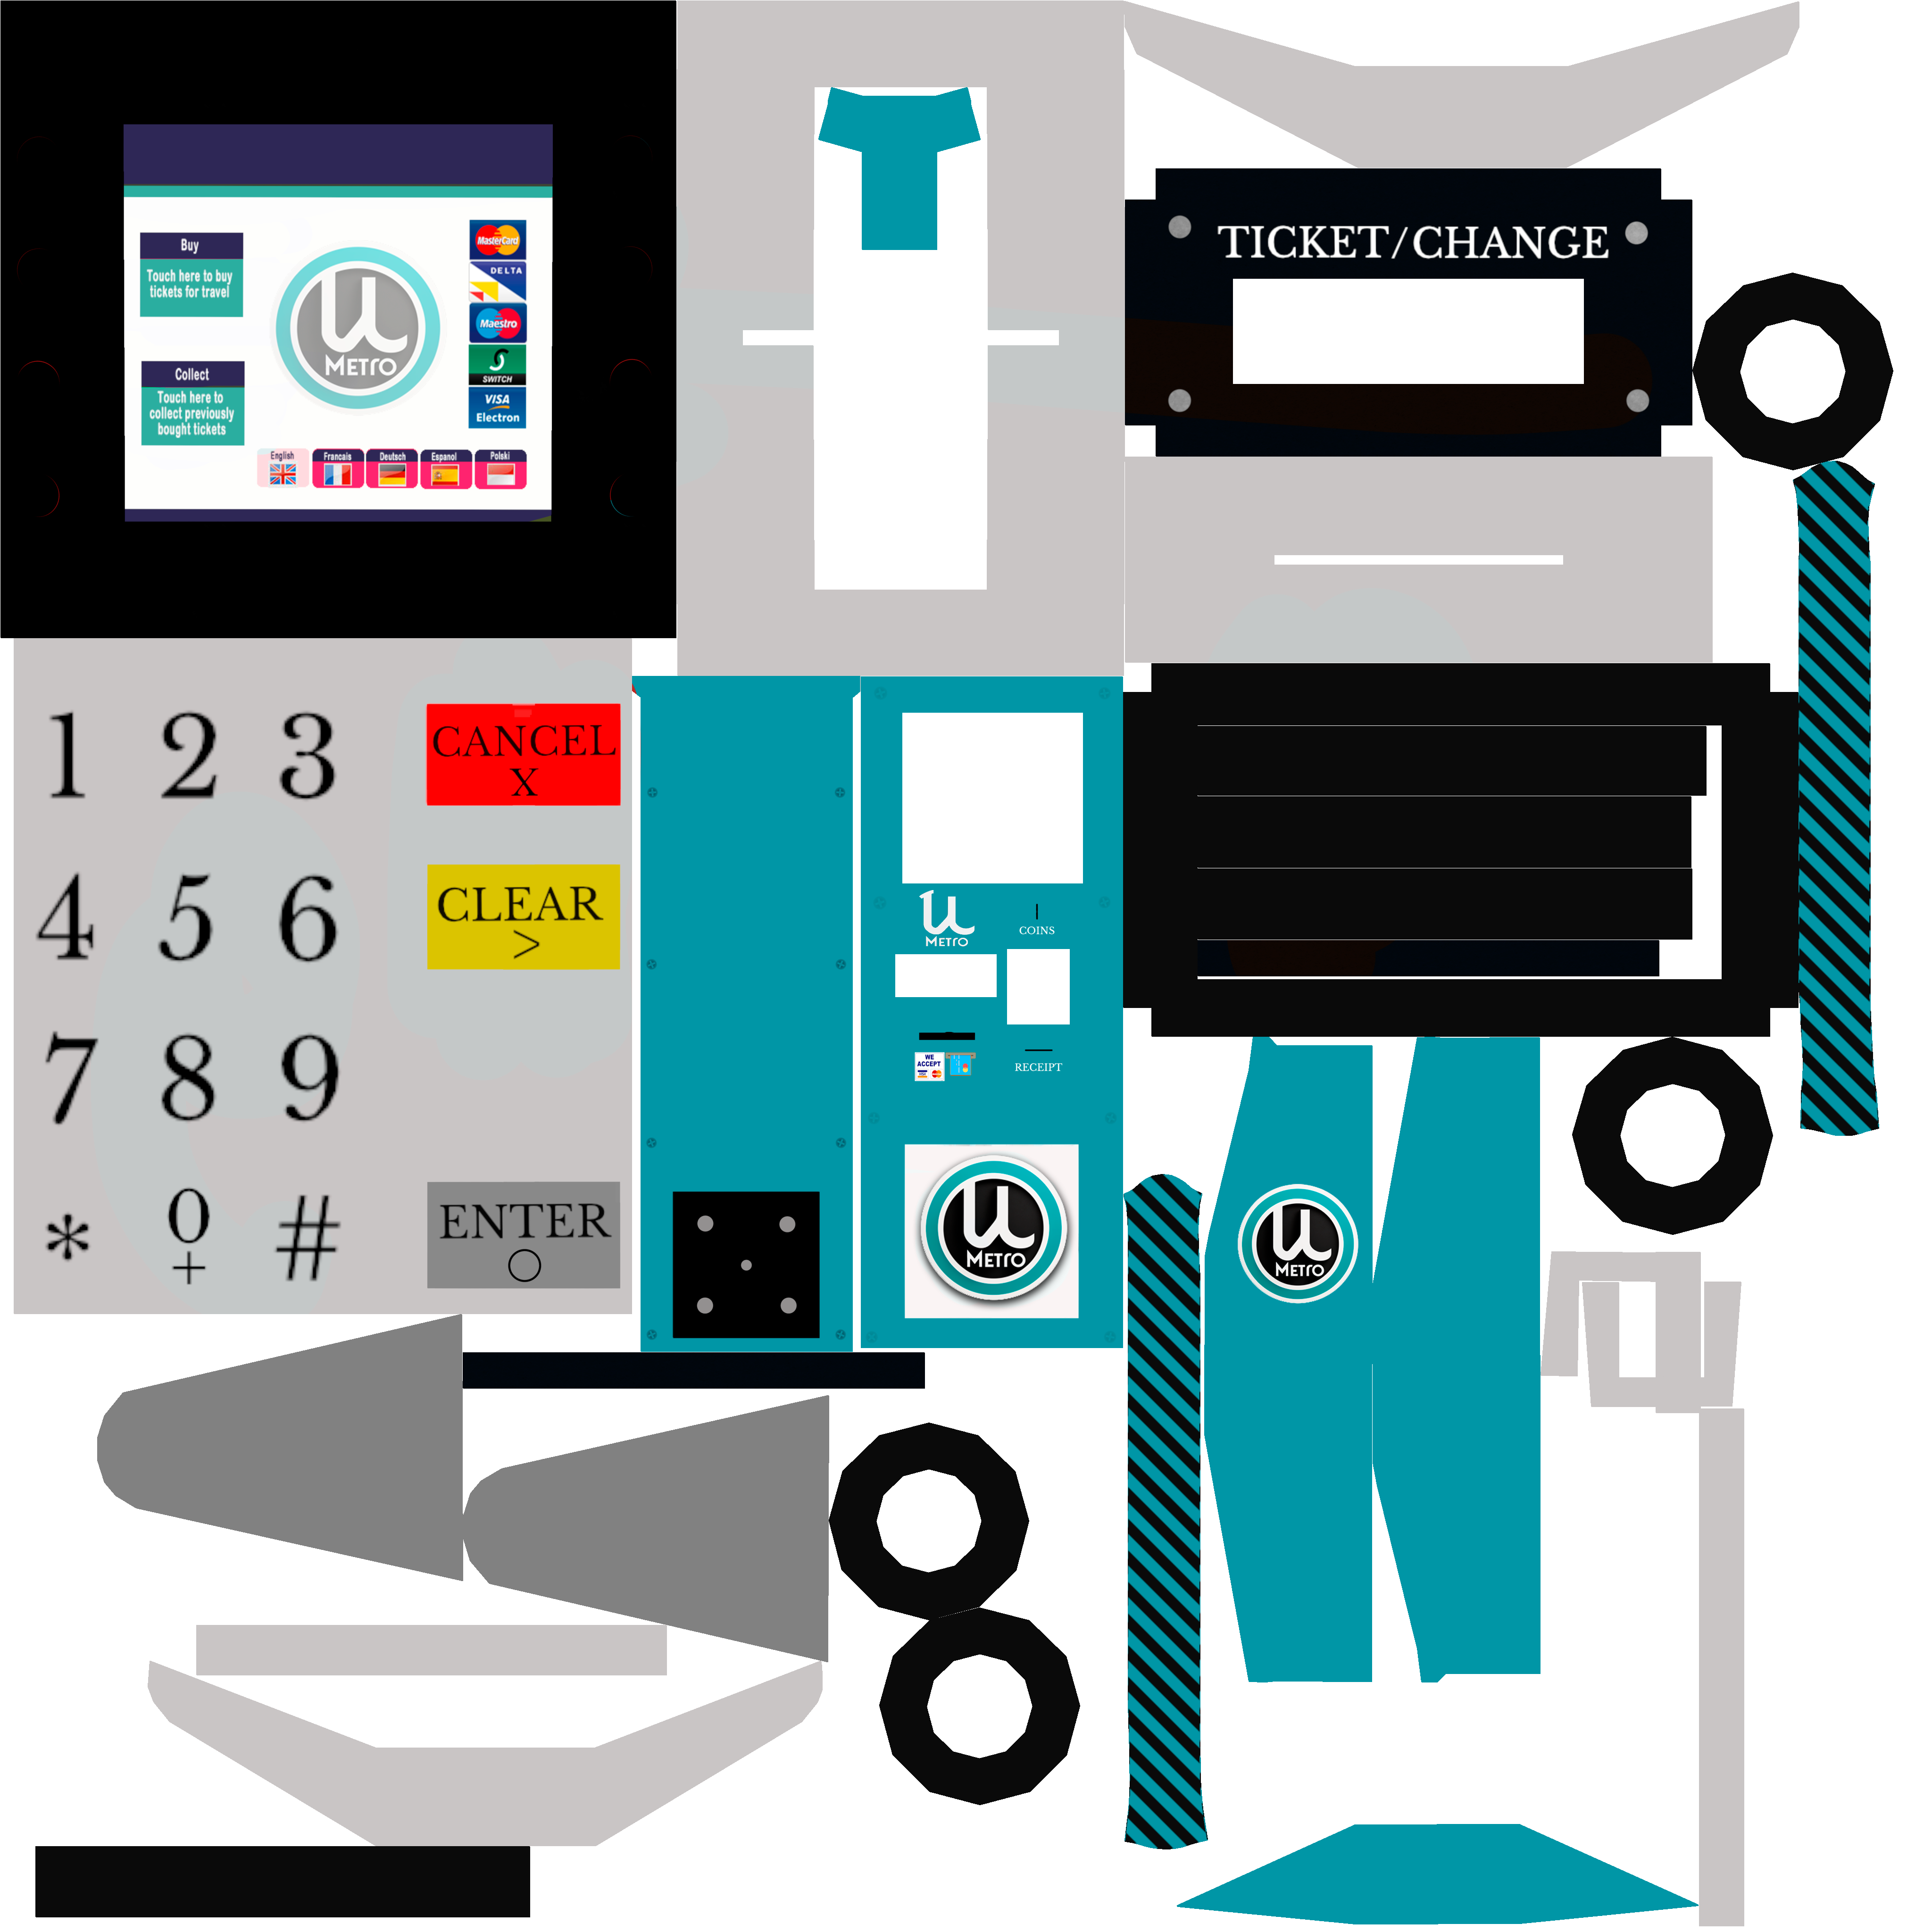 Buy
Touch here to buy
tickets for travel
Collect
Touch here to
collect previously
bought tickets
u
METRO
MasterCard
DELTA
Maestro
S
SWITCH
VISA
Electron
English
Francais
Deutsch
Espanol
Polski
TICKET/CHANGE
1 2 3
CANCEL
X
4 5 6
CLEAR
>
7 8 9
* 0 #
+
ENTER
u
METRO
COINS
WE
ACCEPT
RECEIPT
u
METRO
u
METRO